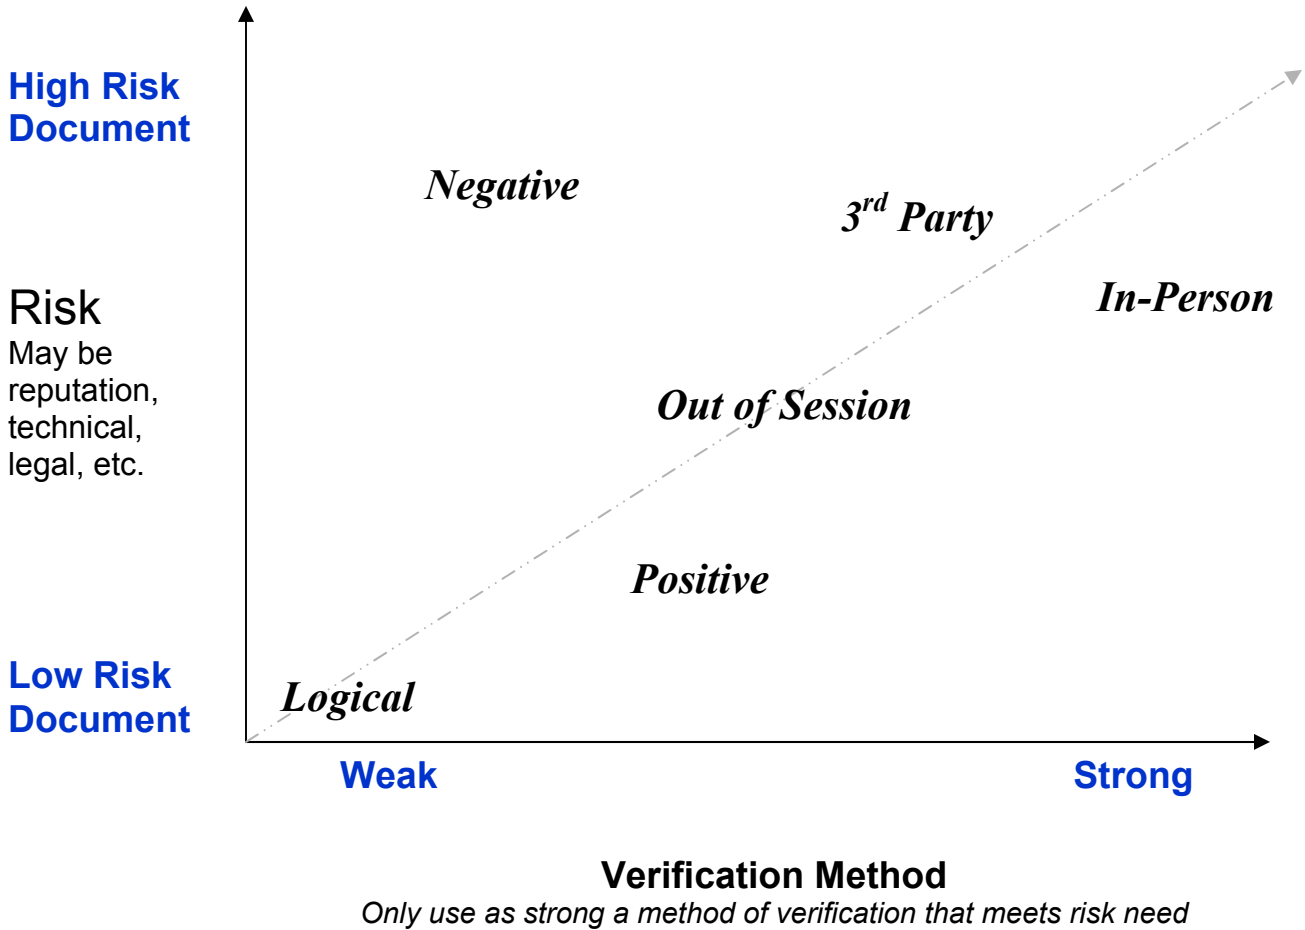 High Risk
Document
Negative
3rd Party
Risk
May be
reputation,
technical,
legal, etc.
In-Person
Out of Session
Positive
Low Risk
Document
Logical
Weak
Strong
Verification Method
Only use as strong a method of verification that meets risk need